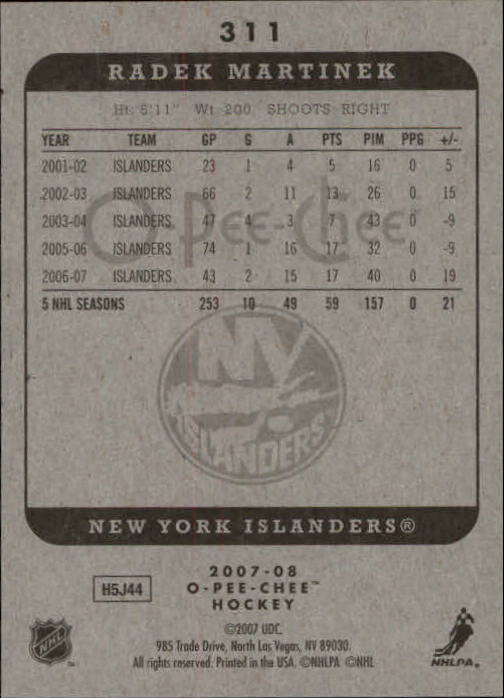 311
RADEK MARTINEK
Ht: 5'11" Wt: 200 SHOOTS: RIGHT
YEAR TEAM GP G A PTS PIM PPG +/-
2001-02 ISLANDERS 23 1 4 5 16 0 5
2002-03 ISLANDERS 66 2 11 13 26 0 15
2003-04 ISLANDERS 47 4 3 7 43 0 -9
2005-06 ISLANDERS 74 1 16 17 32 0 -9
2006-07 ISLANDERS 43 2 15 17 40 0 19
5 NHL SEASONS 253 10 49 59 157 0 21
O-PEE-CHEE
NY
ISLANDERS
NEW YORK ISLANDERS®
2007-08
H5J44 O-PEE-CHEE™
HOCKEY
©2007 UDC.
985 Trade Drive, North Las Vegas, NV 89030.
All rights reserved. Printed in the USA. ©NHLPA ©NHL
NHL
NHLPA®